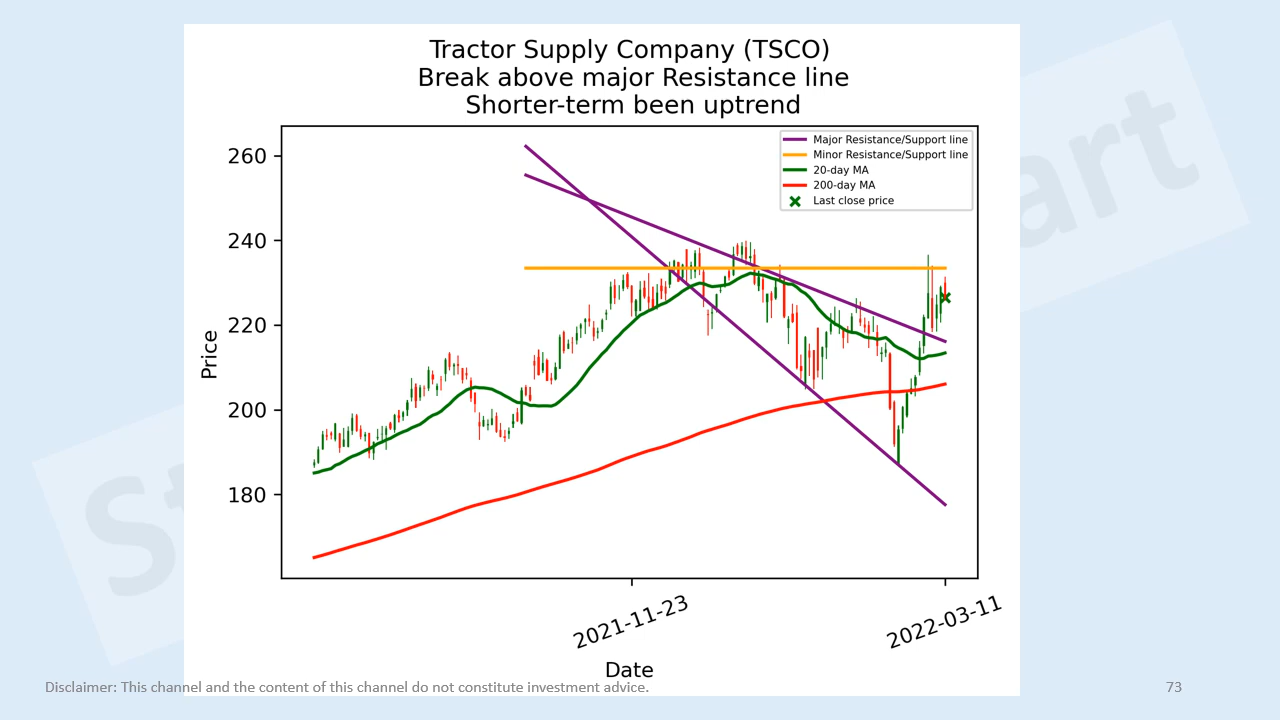 Tractor Supply Company (TSCO)
Break above major Resistance line
Shorter-term been uptrend
Major Resistance/Support line
Minor Resistance/Support line
20-day MA
200-day MA
Last close price
260
240
220
200
180
Price
2021-11-23
2022-03-11
Date
Disclaimer: This channel and the content of this channel do not constitute investment advice.
73